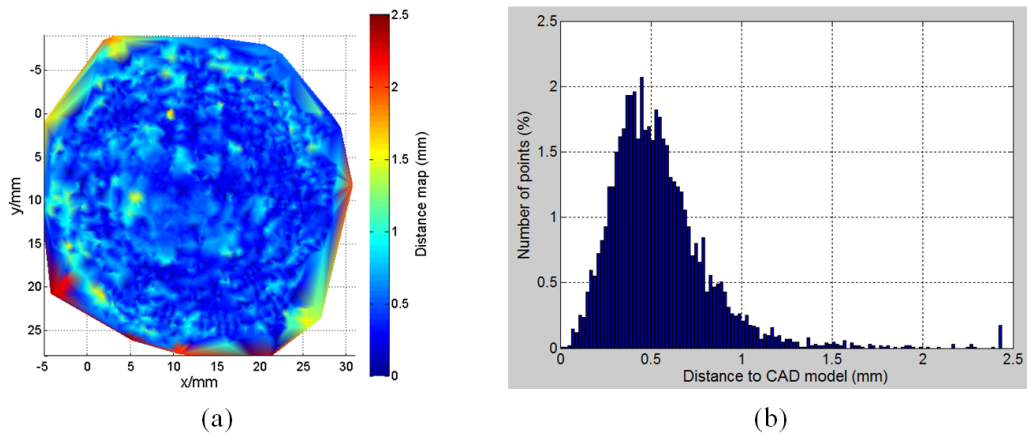 -5
0
5
10
15
20
25
y/mm
-5 0 5 10 15 20 25 30
x/mm
2.5
2
1.5
1
0.5
0
Distance map (mm)
(a)
2.5
2
1.5
1
0.5
0
Number of points (%)
0 0.5 1 1.5 2 2.5
Distance to CAD model (mm)
(b)